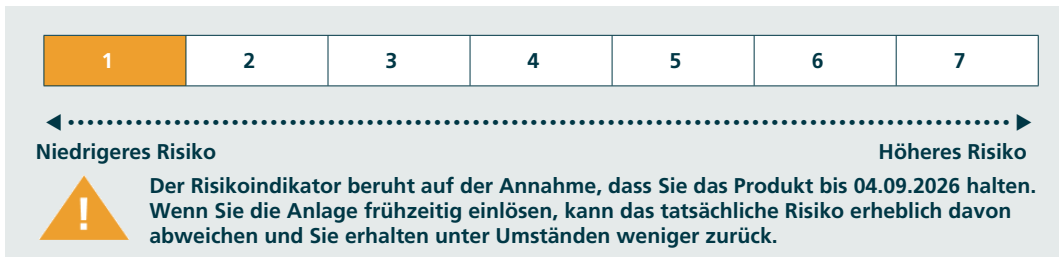 1 2 3 4 5 6 7
Niedrigeres Risiko Höheres Risiko
Der Risikoindikator beruht auf der Annahme, dass Sie das Produkt bis 04.09.2026 halten.
Wenn Sie die Anlage frühzeitig einlösen, kann das tatsächliche Risiko erheblich davon
! abweichen und Sie erhalten unter Umständen weniger zurück.